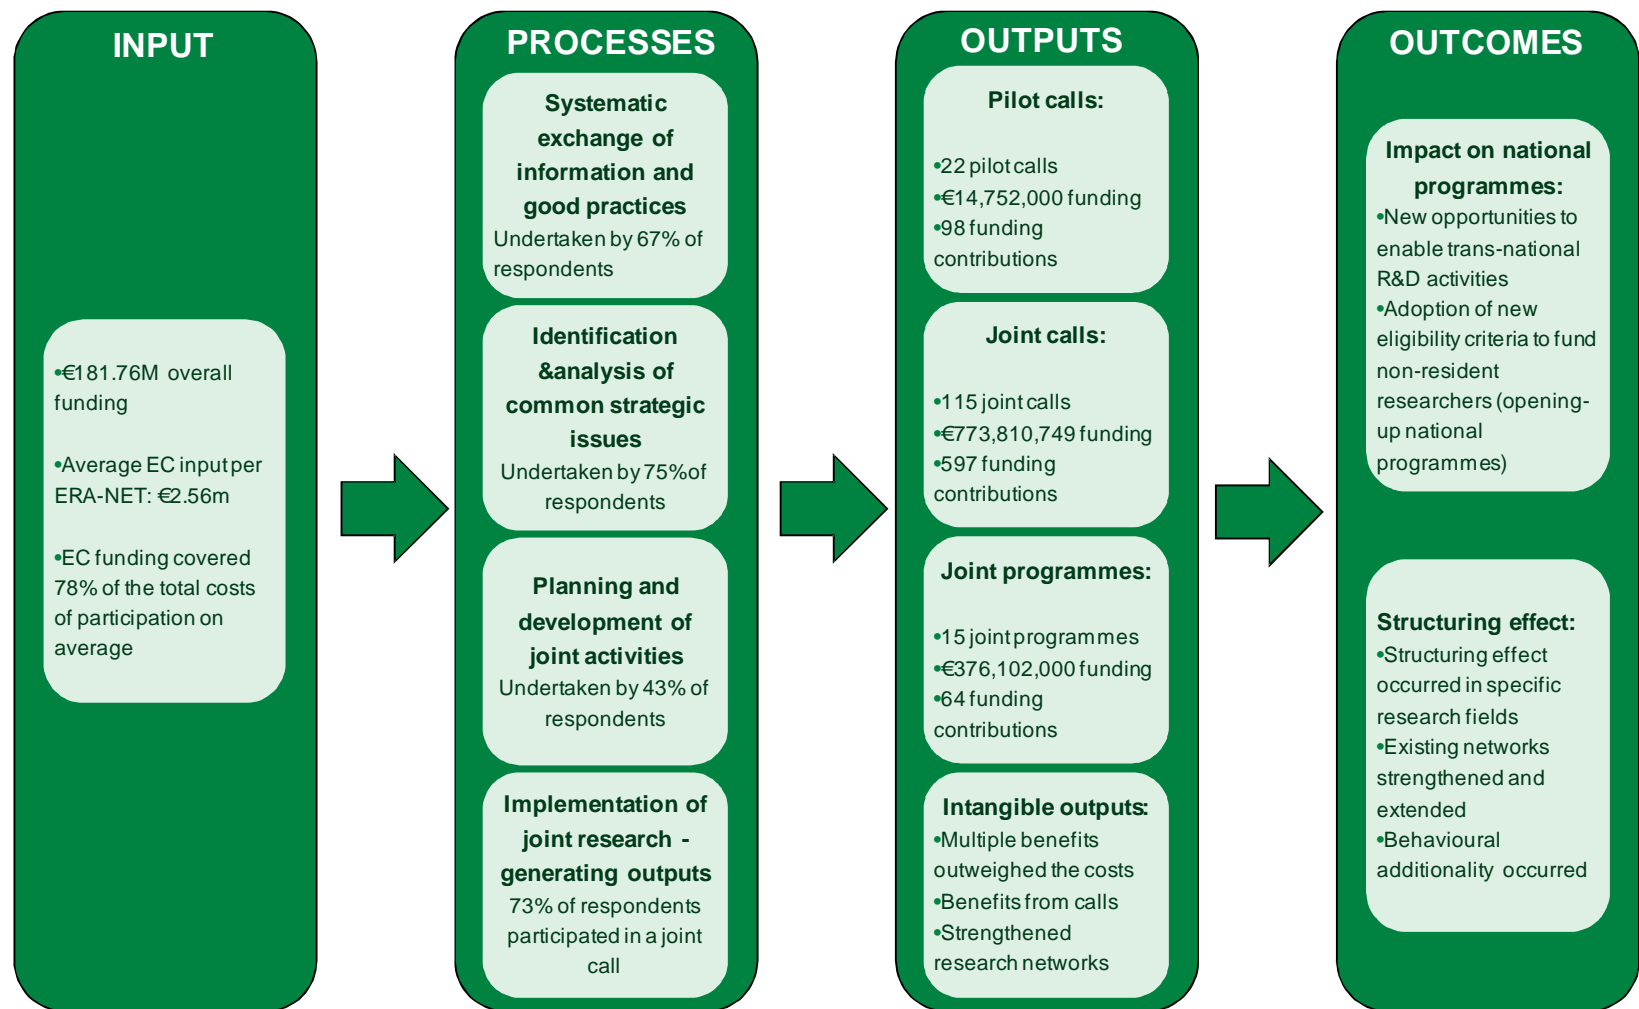 INPUT
•€181.76M overall
funding
•Average EC input per
ERA-NET: €2.56m
•EC funding covered
78% of the total costs
of participation on
average
PROCESSES
Systematic
exchange of
information and
good practices
Undertaken by 67% of
respondents
Identification
&analysis of
common strategic
issues
Undertaken by 75%of
respondents
Planning and
development of
joint activities
Undertaken by 43% of
respondents
Implementation of
joint research -
generating outputs
73% of respondents
participated in a joint
call
OUTPUTS
Pilot calls:
•22 pilot calls
•€14,752,000 funding
•98 funding
contributions
Joint calls:
•115 joint calls
•€773,810,749 funding
•597 funding
contributions
Joint programmes:
•15 joint programmes
•€376,102,000 funding
•64 funding
contributions
Intangible outputs:
•Multiple benefits
outweighed the costs
•Benefits from calls
•Strengthened
research networks
OUTCOMES
Impact on national
programmes:
•New opportunities to
enable trans-national
R&D activities
•Adoption of new
eligibility criteria to fund
non-resident
researchers (opening-
up national
programmes)
Structuring effect:
•Structuring effect
occurred in specific
research fields
•Existing networks
strengthened and
extended
•Behavioural
additionality occurred